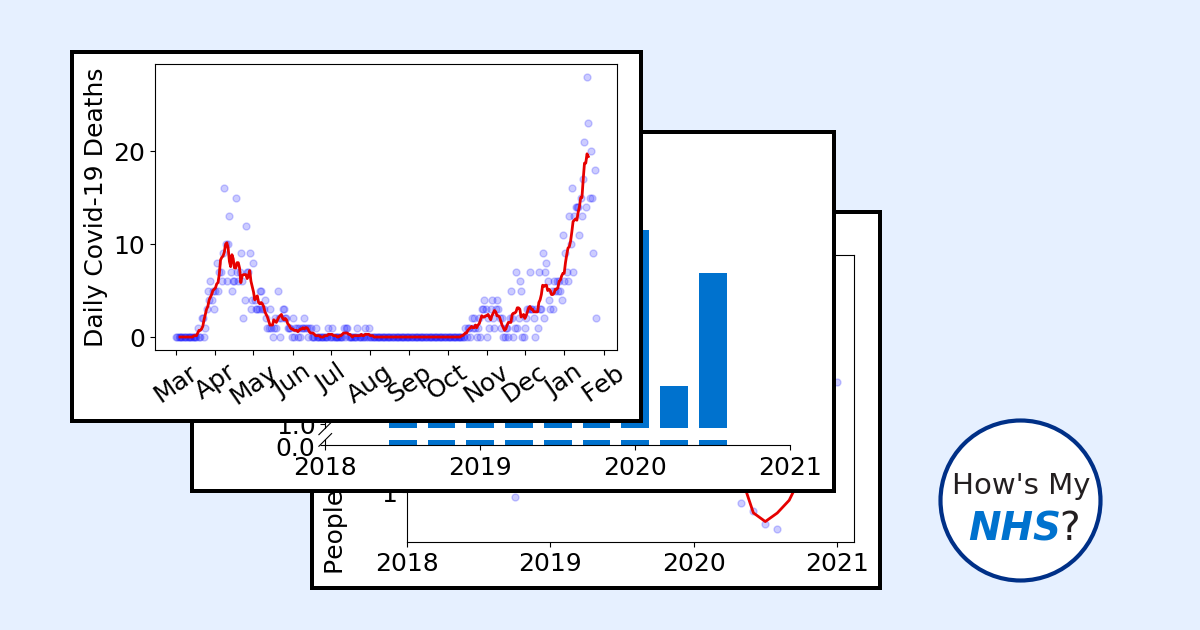 Daily Covid-19 Deaths
20
10
0
Mar Apr May Jun Jul Aug Sep Oct Nov Dec Jan Feb
1.0
0.0
2018 2019 2020 2021
People
1
2018 2019 2020 2021
How's My
NHS?